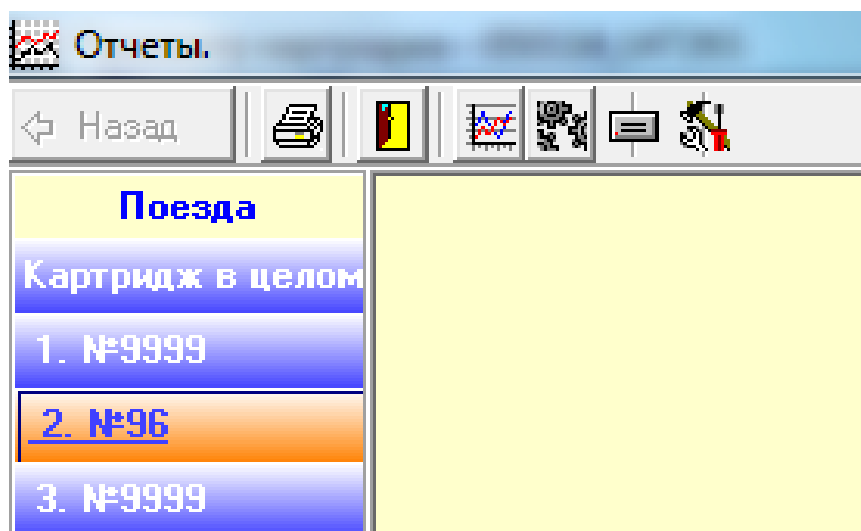 Отчеты.
Назад
Поезда
Картридж в целом
1. №9999
2. №96
3. №9999